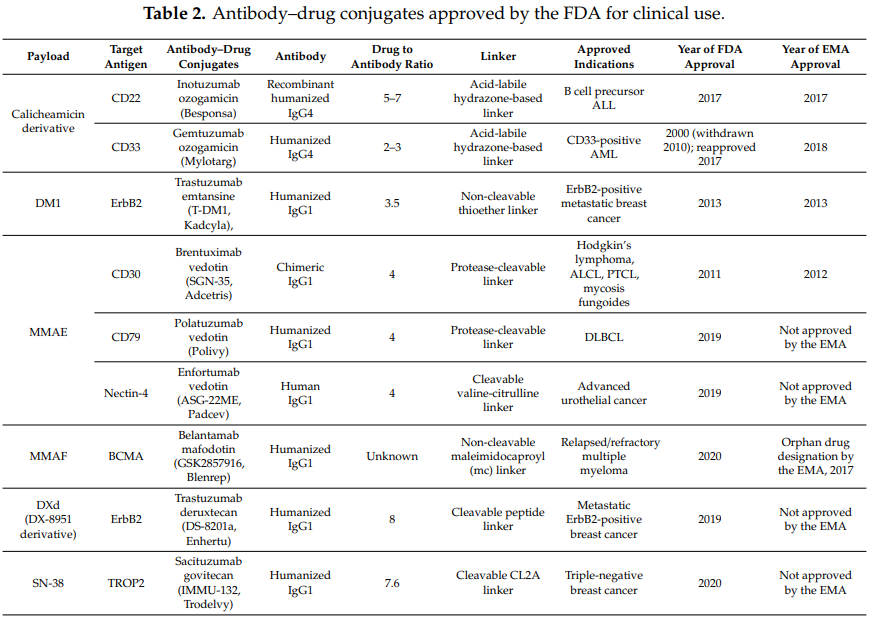 Table 2. Antibody–drug conjugates approved by the FDA for clinical use.
Payload
Target
Antigen
Antibody–Drug
Conjugates
Antibody
Drug to
Antibody Ratio
Linker
Approved
Indications
Year of FDA
Approval
Year of EMA
Approval
Calicheamicin
derivative
CD22
Inotuzumab
ozogamicin
(Besponsa)
Recombinant
humanized
IgG4
5–7
Acid-labile
hydrazone-based
linker
B cell precursor
ALL
2017
2017
CD33
Gemtuzumab
ozogamicin
(Mylotarg)
Humanized
IgG4
2–3
Acid-labile
hydrazone-based
linker
CD33-positive
AML
2000 (withdrawn
2010); reapproved
2017
2018
DM1
ErbB2
Trastuzumab
emtansine
(T-DM1,
Kadcyla),
Humanized
IgG1
3.5
Non-cleavable
thioether linker
ErbB2-positive
metastatic breast
cancer
2013
2013
MMAE
CD30
Brentuximab
vedotin
(SGN-35,
Adcetris)
Chimeric
IgG1
4
Protease-cleavable
linker
Hodgkin's
lymphoma,
ALCL, PTCL,
mycosis
fungoides
2011
2012
CD79
Polatuzumab
vedotin
(Polivy)
Humanized
IgG1
4
Protease-cleavable
linker
DLBCL
2019
Not approved
by the EMA
Nectin-4
Enfortumab
vedotin
(ASG-22ME,
Padcev)
Human
IgG1
4
Cleavable
valine-citrulline
linker
Advanced
urothelial cancer
2019
Not approved
by the EMA
MMAF
BCMA
Belantamab
mafodotin
(GSK2857916,
Blenrep)
Humanized
IgG1
Unknown
Non-cleavable
maleimidocaproyl
(mc) linker
Relapsed/refractory
multiple
myeloma
2020
Orphan drug
designation by
the EMA, 2017
DXd
(DX-8951
derivative)
ErbB2
Trastuzumab
deruxtecan
(DS-8201a,
Enhertu)
Humanized
IgG1
8
Cleavable peptide
linker
Metastatic
ErbB2-positive
breast cancer
2019
Not approved
by the EMA
SN-38
TROP2
Sacituzumab
govitecan
(IMMU-132,
Trodelvy)
Humanized
IgG1
7.6
Cleavable CL2A
linker
Triple-negative
breast cancer
2020
Not approved
by the EMA